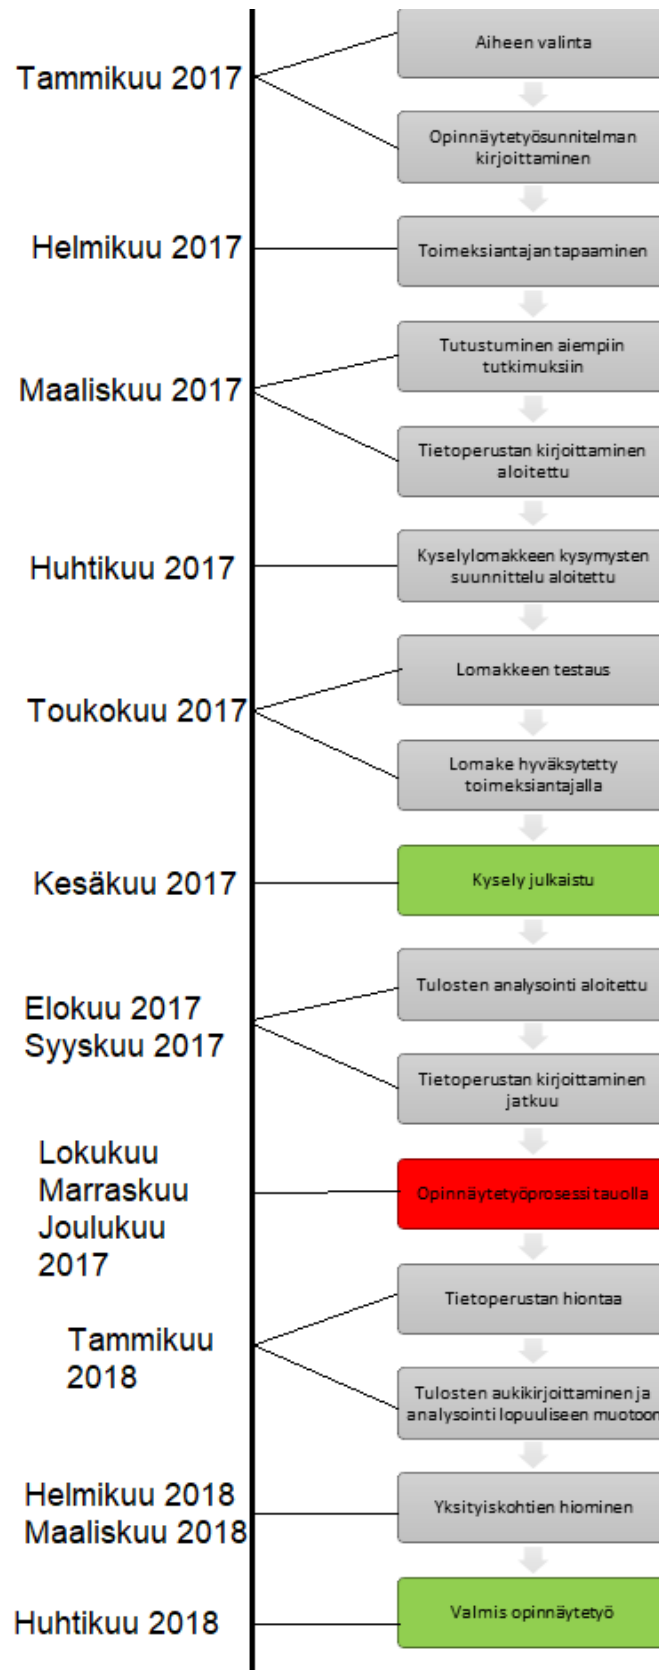 Tammikuu 2017
Aiheen valinta
Opinnäytetyösunnitelman
kirjoittaminen
Helmikuu 2017
Toimeksiantajan tapaaminen
Maaliskuu 2017
Tutustuminen aiempiin
tutkimuksiin
Tietoperustan kirjoittaminen
aloitettu
Huhtikuu 2017
Kyselylomakkeen kysymysten
suunnittelu aloitettu
Toukokuu 2017
Lomakkeen testaus
Lomake hyväksytetty
toimeksiantajalla
Kesäkuu 2017
Kysely julkaistu
Elokuu 2017
Syyskuu 2017
Tulosten analysointi aloitettu
Tietoperustan kirjoittaminen
jatkuu
Lokukuu
Marraskuu
Joulukuu
2017
Opinnäytetyöprosessi tauolla
Tammikuu
2018
Tietoperustan hiontaa
Tulosten aukikirjoittaminen ja
analysointi lopuuliseen muotoon
Helmikuu 2018
Maaliskuu 2018
Yksityiskohtien hiominen
Huhtikuu 2018
Valmis opinnäytetyö